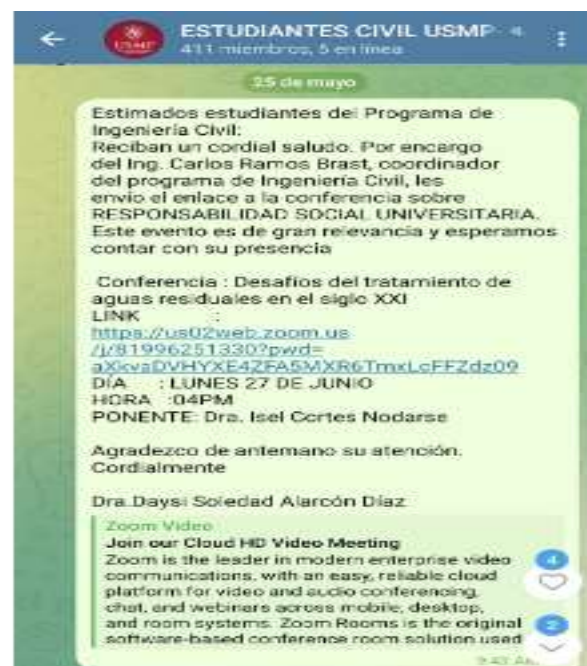 ESTUDIANTES CIVIL USMP
411 miembros, 5 en línea
25 de mayo
Estimados estudiantes del Programa de
Ingeniería Civil:
Reciban un cordial saludo. Por encargo
del Ing. Carlos Ramos Brast, coordinador
del programa de Ingeniería Civil, les
envío el enlace a la conferencia sobre
RESPONSABILIDAD SOCIAL UNIVERSITARIA.
Este evento es de gran relevancia y esperamos
contar con su presencia
Conferencia : Desafíos del tratamiento de
aguas residuales en el siglo XXI
LINK :
https://us02web.zoom.us
/j/81996251330?pwd=
aXkvaDVHYXE4ZFA5MXR6TmxLcFFZdz09
DÍA : LUNES 27 DE JUNIO
HORA :04PM
PONENTE: Dra. Isel Cortes Nodarse
Agradezco de antemano su atención.
Cordialmente
Dra.Daysi Soledad Alarcón Díaz
Zoom Video
Join our Cloud HD Video Meeting
Zoom is the leader in modern enterprise video
communications, with an easy, reliable cloud
platform for video and audio conferencing,
chat, and webinars across mobile, desktop,
and room systems. Zoom Rooms is the original
software-based conference room solution used
4
2
9:43